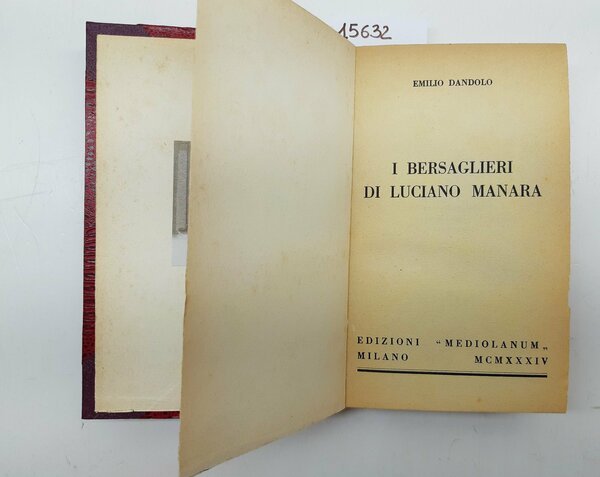 15632
EMILIO DANDOLO
I BERSAGLIERI
DI LUCIANO MANARA
EDIZIONI "MEDIOLANUM„
MILANO MCMXXXIV